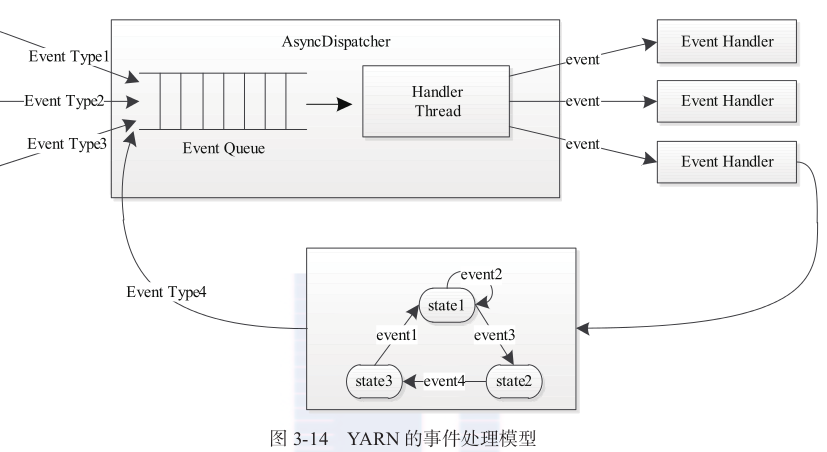 AsyncDispatcher
Event Type1
Event Type2
Event Type3
Event Queue
Handler
Thread
event
event
event
Event Handler
Event Handler
Event Handler
Event Type4
event2
state1
event1
event3
state3
event4
state2
图 3-14 YARN 的事件处理模型